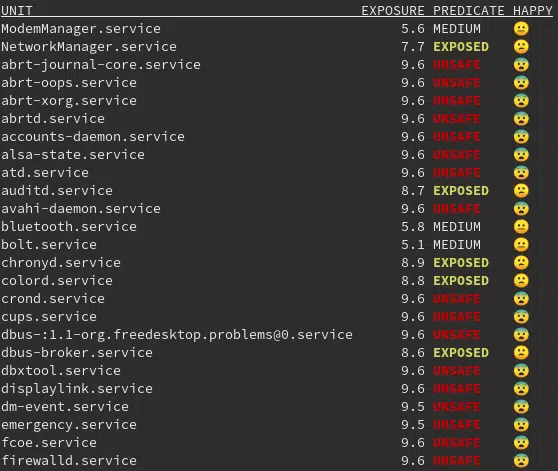 UNIT EXPOSURE PREDICATE HAPPY
ModemManager.service 5.6 MEDIUM 😐
NetworkManager.service 7.7 EXPOSED 🙁
abrt-journal-core.service 9.6 UNSAFE 😨
abrt-oops.service 9.6 UNSAFE 😨
abrt-xorg.service 9.6 UNSAFE 😨
abrtd.service 9.6 UNSAFE 😨
accounts-daemon.service 9.6 UNSAFE 😨
alsa-state.service 9.6 UNSAFE 😨
atd.service 9.6 UNSAFE 😨
auditd.service 8.7 EXPOSED 🙁
avahi-daemon.service 9.6 UNSAFE 😨
bluetooth.service 5.8 MEDIUM 😐
bolt.service 5.1 MEDIUM 😐
chronyd.service 8.9 EXPOSED 🙁
colord.service 8.8 EXPOSED 🙁
crond.service 9.6 UNSAFE 😨
cups.service 9.6 UNSAFE 😨
dbus-:1.1-org.freedesktop.problems@0.service 9.6 UNSAFE 😨
dbus-broker.service 8.6 EXPOSED 🙁
dbxtool.service 9.6 UNSAFE 😨
displaylink.service 9.6 UNSAFE 😨
dm-event.service 9.5 UNSAFE 😨
emergency.service 9.5 UNSAFE 😨
fcoe.service 9.6 UNSAFE 😨
firewalld.service 9.6 UNSAFE 😨